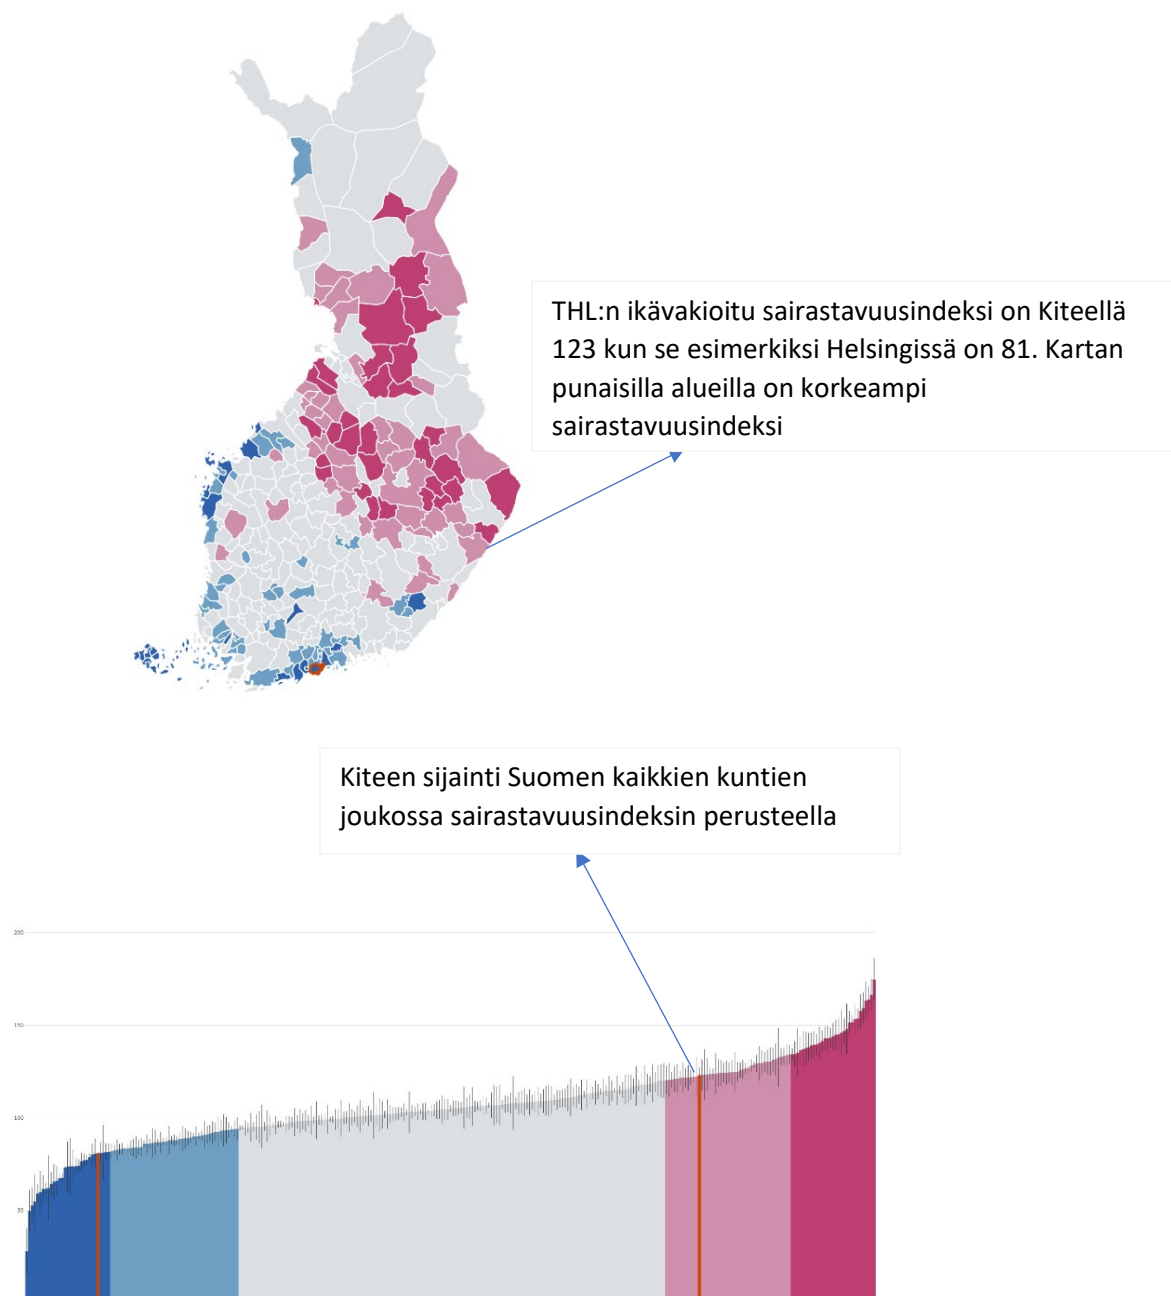 THL:n ikävakioitu sairastavuusindeksi on Kiteellä
123 kun se esimerkiksi Helsingissä on 81. Kartan
punaisilla alueilla on korkeampi
sairastavuusindeksi
Kiteen sijainti Suomen kaikkien kuntien
joukossa sairastavuusindeksin perusteella
200
150
100
50